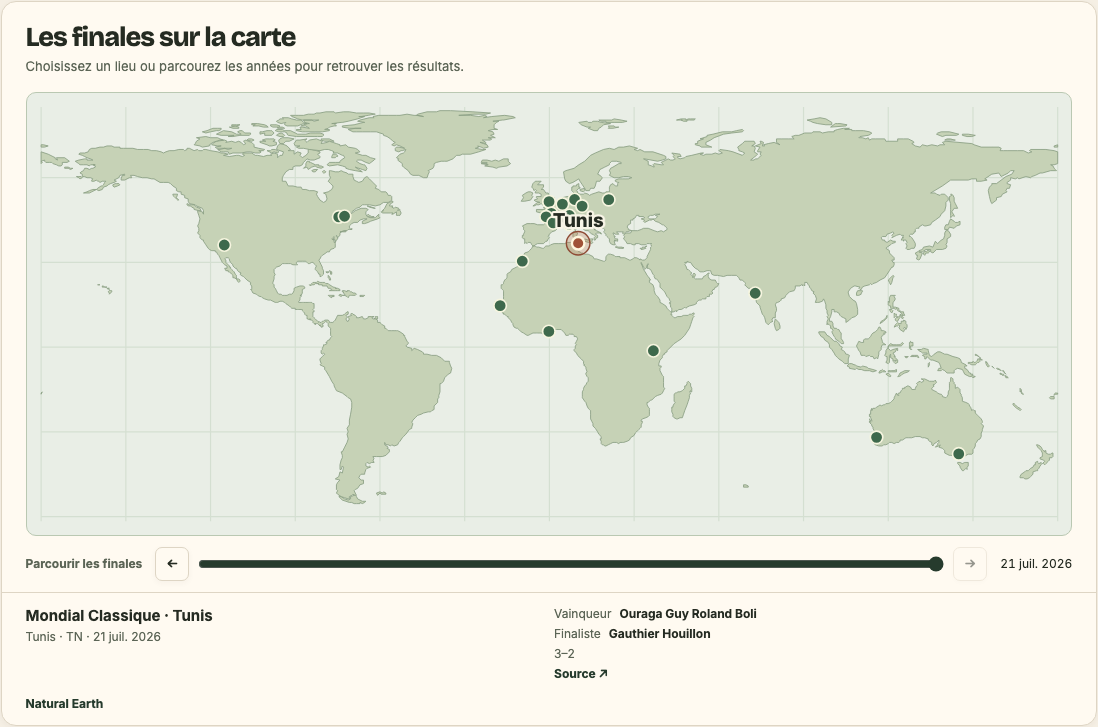 Les finales sur la carte
Choisissez un lieu ou parcourez les années pour retrouver les résultats.
Tunis
Parcourir les finales ← → 21 juil. 2026
Mondial Classique · Tunis
Tunis · TN · 21 juil. 2026
Vainqueur Ouraga Guy Roland Boli
Finaliste Gauthier Houillon
3–2
Source ↗
Natural Earth